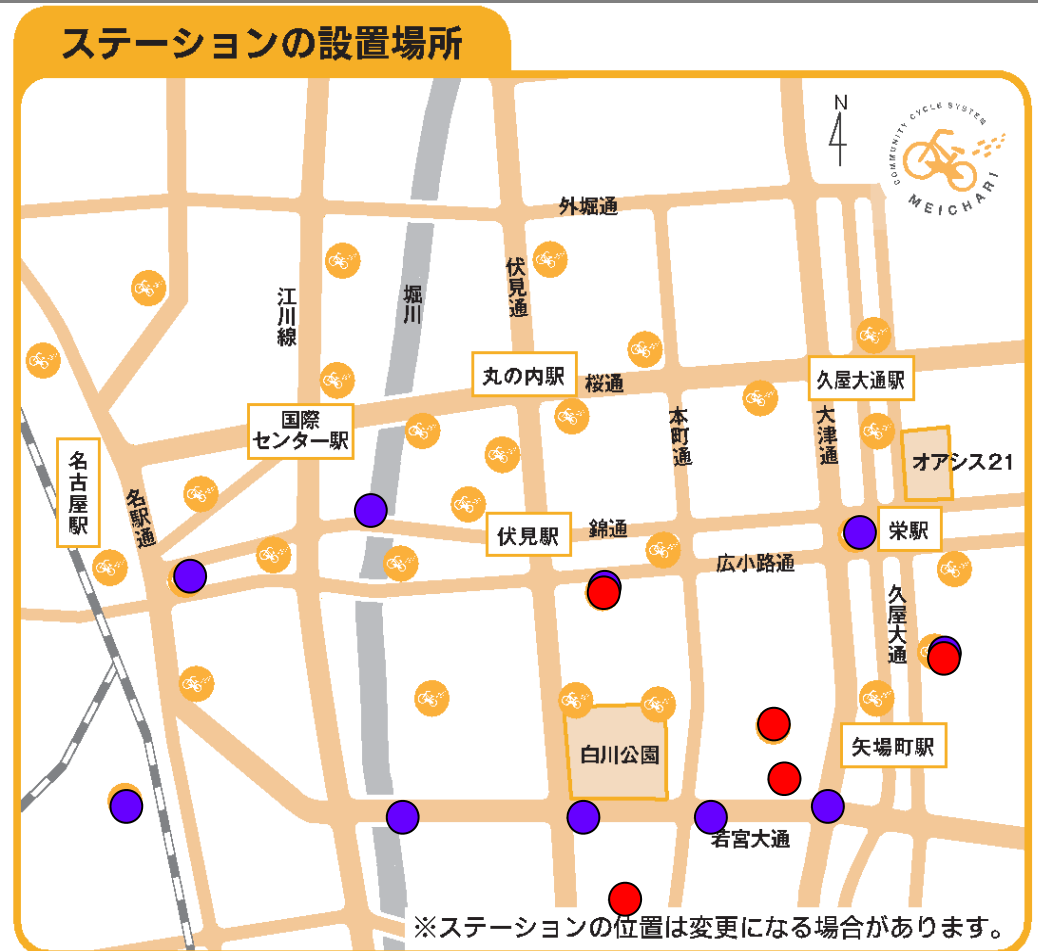 ステーションの設置場所
N
COMMUNITY CYCLE SYSTEM
MEICHARI
外堀通
江川線
堀川
伏見通
丸の内駅
桜通
久屋大通駅
国際
センター駅
本町通
大津通
オアシス21
名古屋駅
名駅通
伏見駅
錦通
栄駅
広小路通
久屋大通
白川公園
矢場町駅
若宮大通
※ステーションの位置は変更になる場合があります。